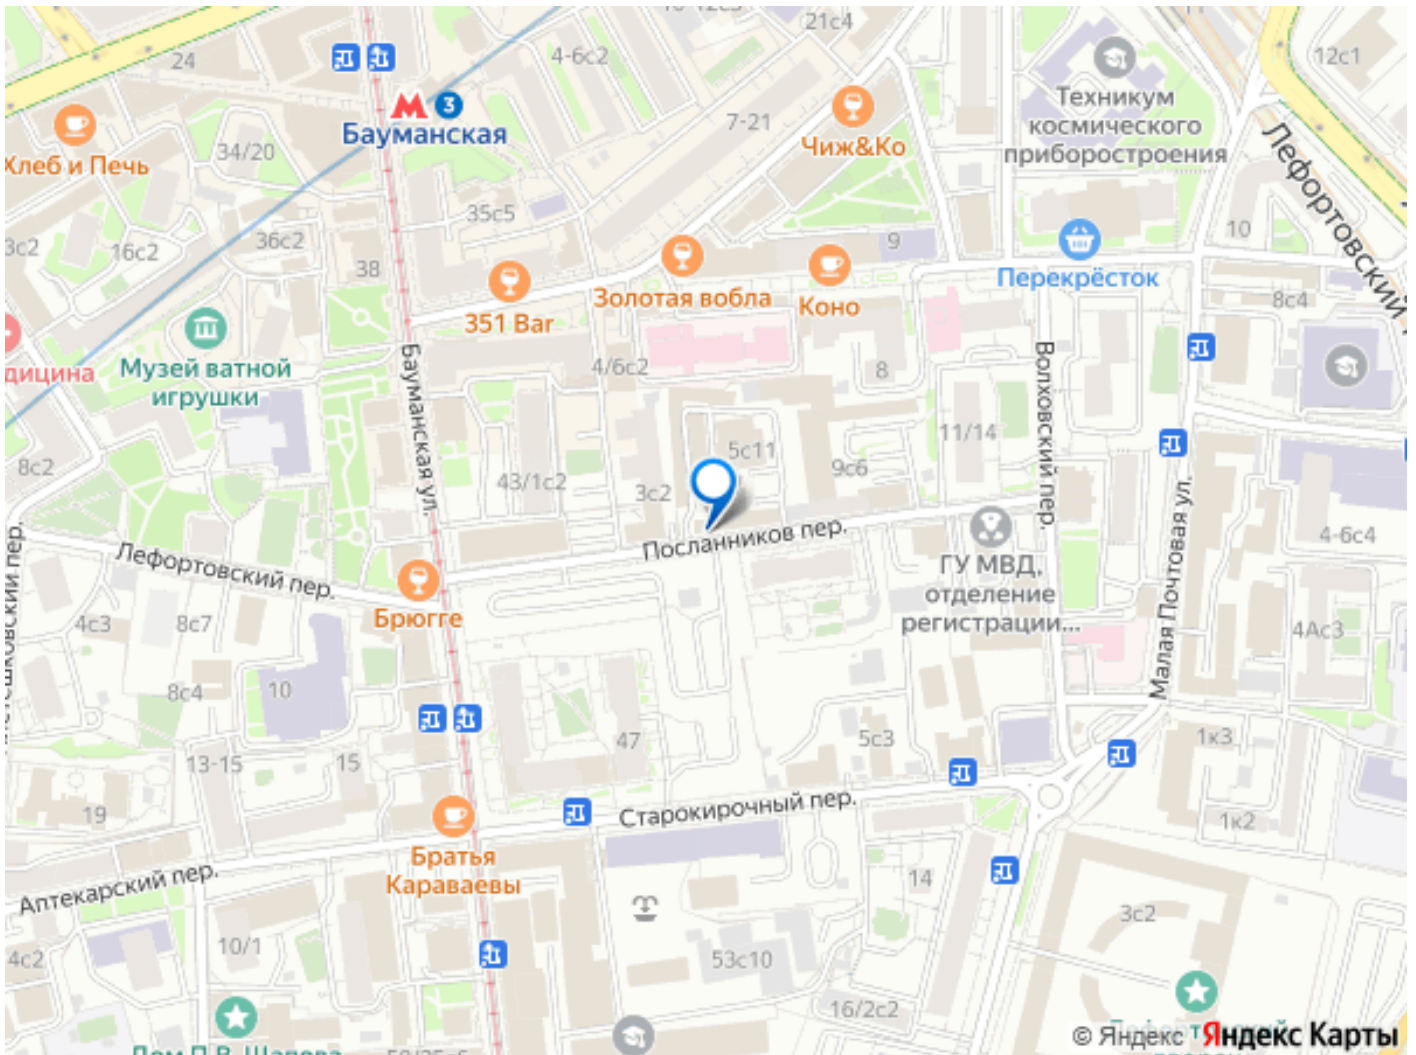 21с4
24
4-6с2
12с1
3
Бауманская
Хлеб и Печь
34/20
7-21
Чиж&Ко
Техникум
космического
приборостроения
Лефортовский
35с5
36с2
16с2
38
9
10
Золотая вобла
351 Bar
Коно
Перекрёсток
8с4
Музей ватной
игрушки
Бауманская ул.
4/6с2
8
Волховский пер.
11/14
5с11
9с6
8с2
43/1с2
3с2
Посланников пер.
Лефортовский пер.
Брюгге
ГУ МВД,
отделение
регистрации...
Малая Почтовая ул.
4-6с4
4с3
8с7
4Ас3
8с4
10
47
5с3
1к3
13-15
15
19
Старокирочный пер.
1к2
Братья
Караваевы
Аптекарский пер.
14
3с2
10/1
4с2
53с10
16/2с2
© Яндекс
Яндекс Карты